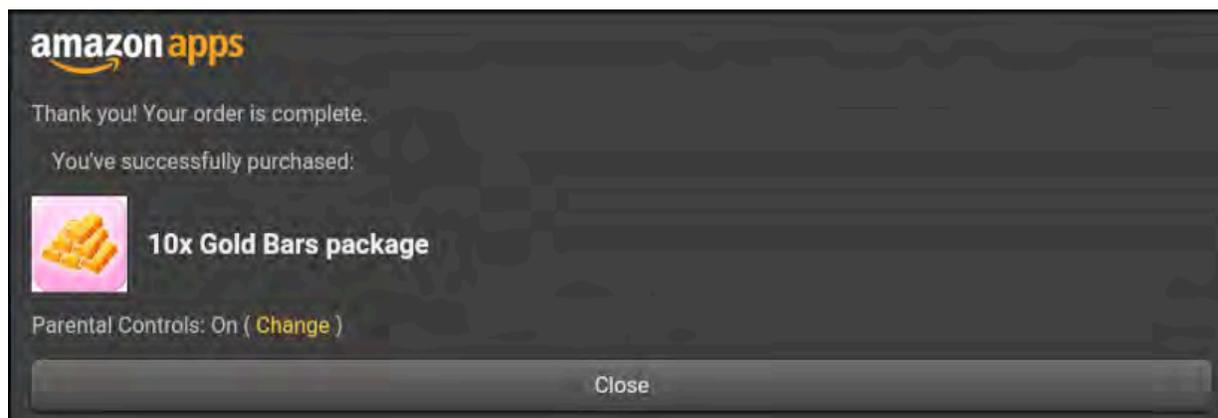 amazon apps
Thank you! Your order is complete.
You've successfully purchased:
10x Gold Bars package
Parental Controls: On ( Change )
Close